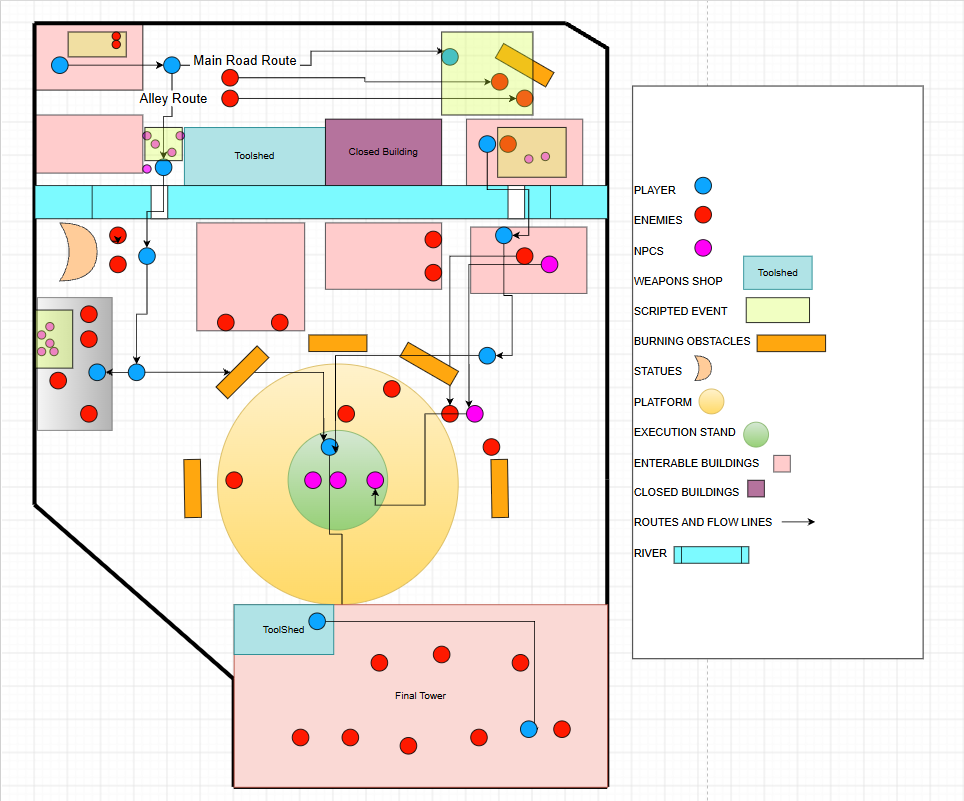 Main Road Route
Alley Route
Toolshed
Closed Building
ToolShed
Final Tower
PLAYER
ENEMIES
NPCS
WEAPONS SHOP
Toolshed
SCRIPTED EVENT
BURNING OBSTACLES
STATUES
PLATFORM
EXECUTION STAND
ENTERABLE BUILDINGS
CLOSED BUILDINGS
ROUTES AND FLOW LINES
RIVER